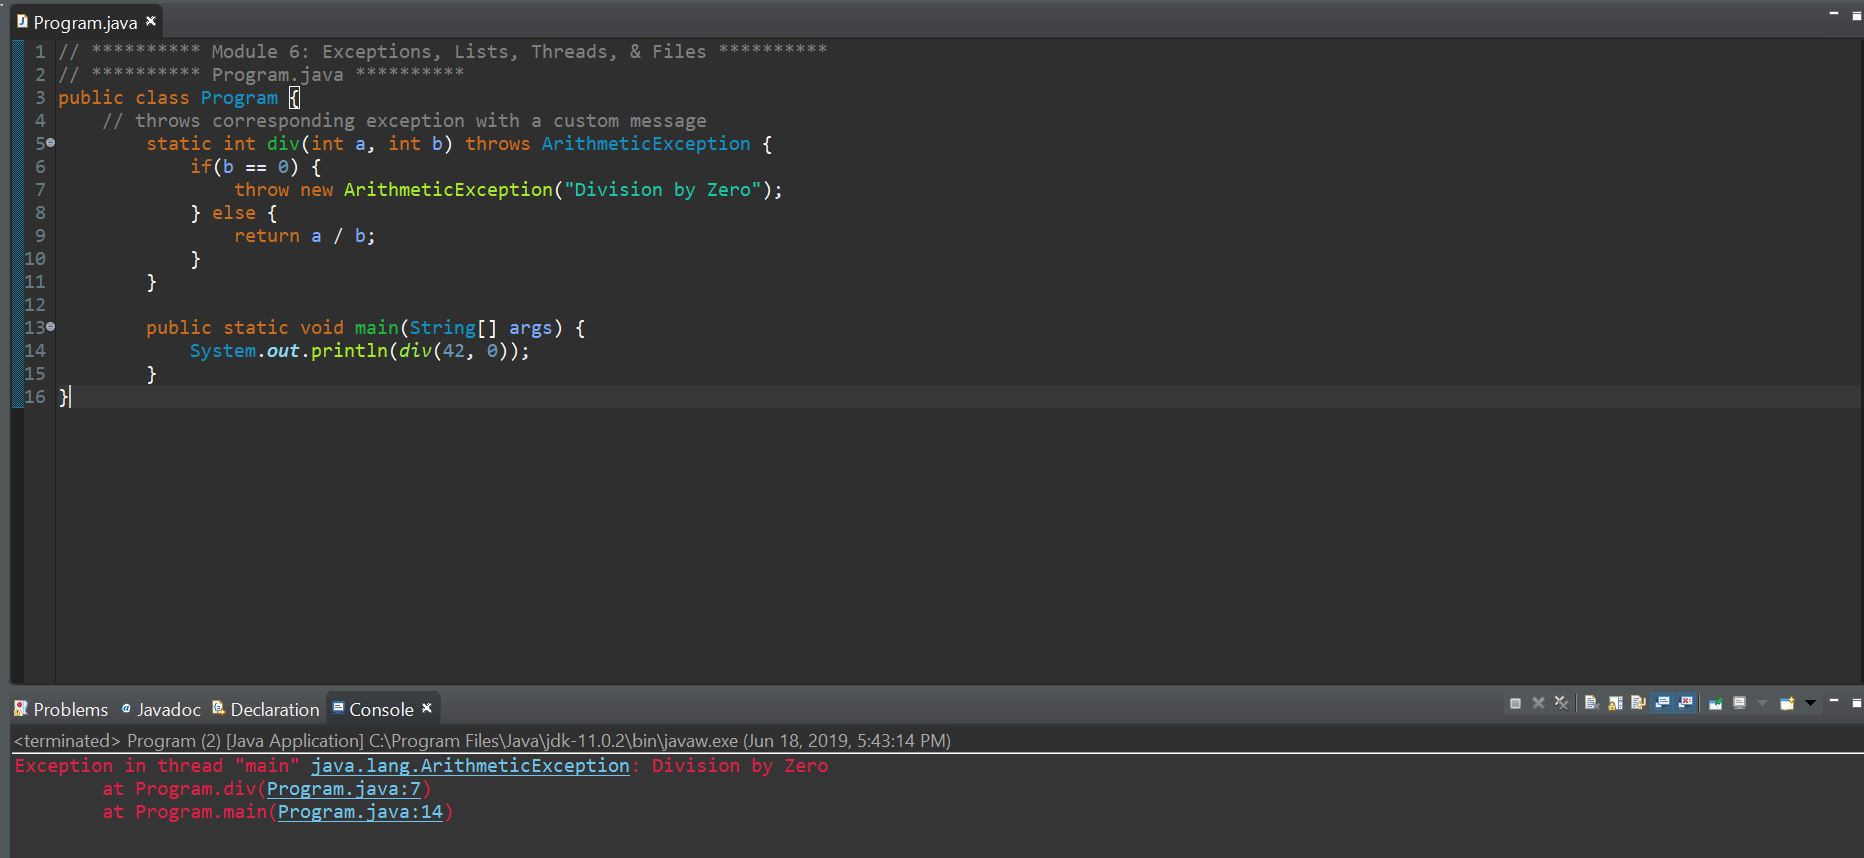 Program.java
1 // ********** Module 6: Exceptions, Lists, Threads, & Files **********
2 // ********** Program.java **********
3 public class Program {
4     // throws corresponding exception with a custom message
5         static int div(int a, int b) throws ArithmeticException {
6             if(b == 0) {
7                 throw new ArithmeticException("Division by Zero");
8             } else {
9                 return a / b;
10             }
11         }
12
13         public static void main(String[] args) {
14             System.out.println(div(42, 0));
15         }
16 }
Problems @ Javadoc Declaration Console
<terminated> Program (2) [Java Application] C:\Program Files\Java\jdk-11.0.2\bin\javaw.exe (Jun 18, 2019, 5:43:14 PM)
Exception in thread "main" java.lang.ArithmeticException: Division by Zero
        at Program.div(Program.java:7)
        at Program.main(Program.java:14)